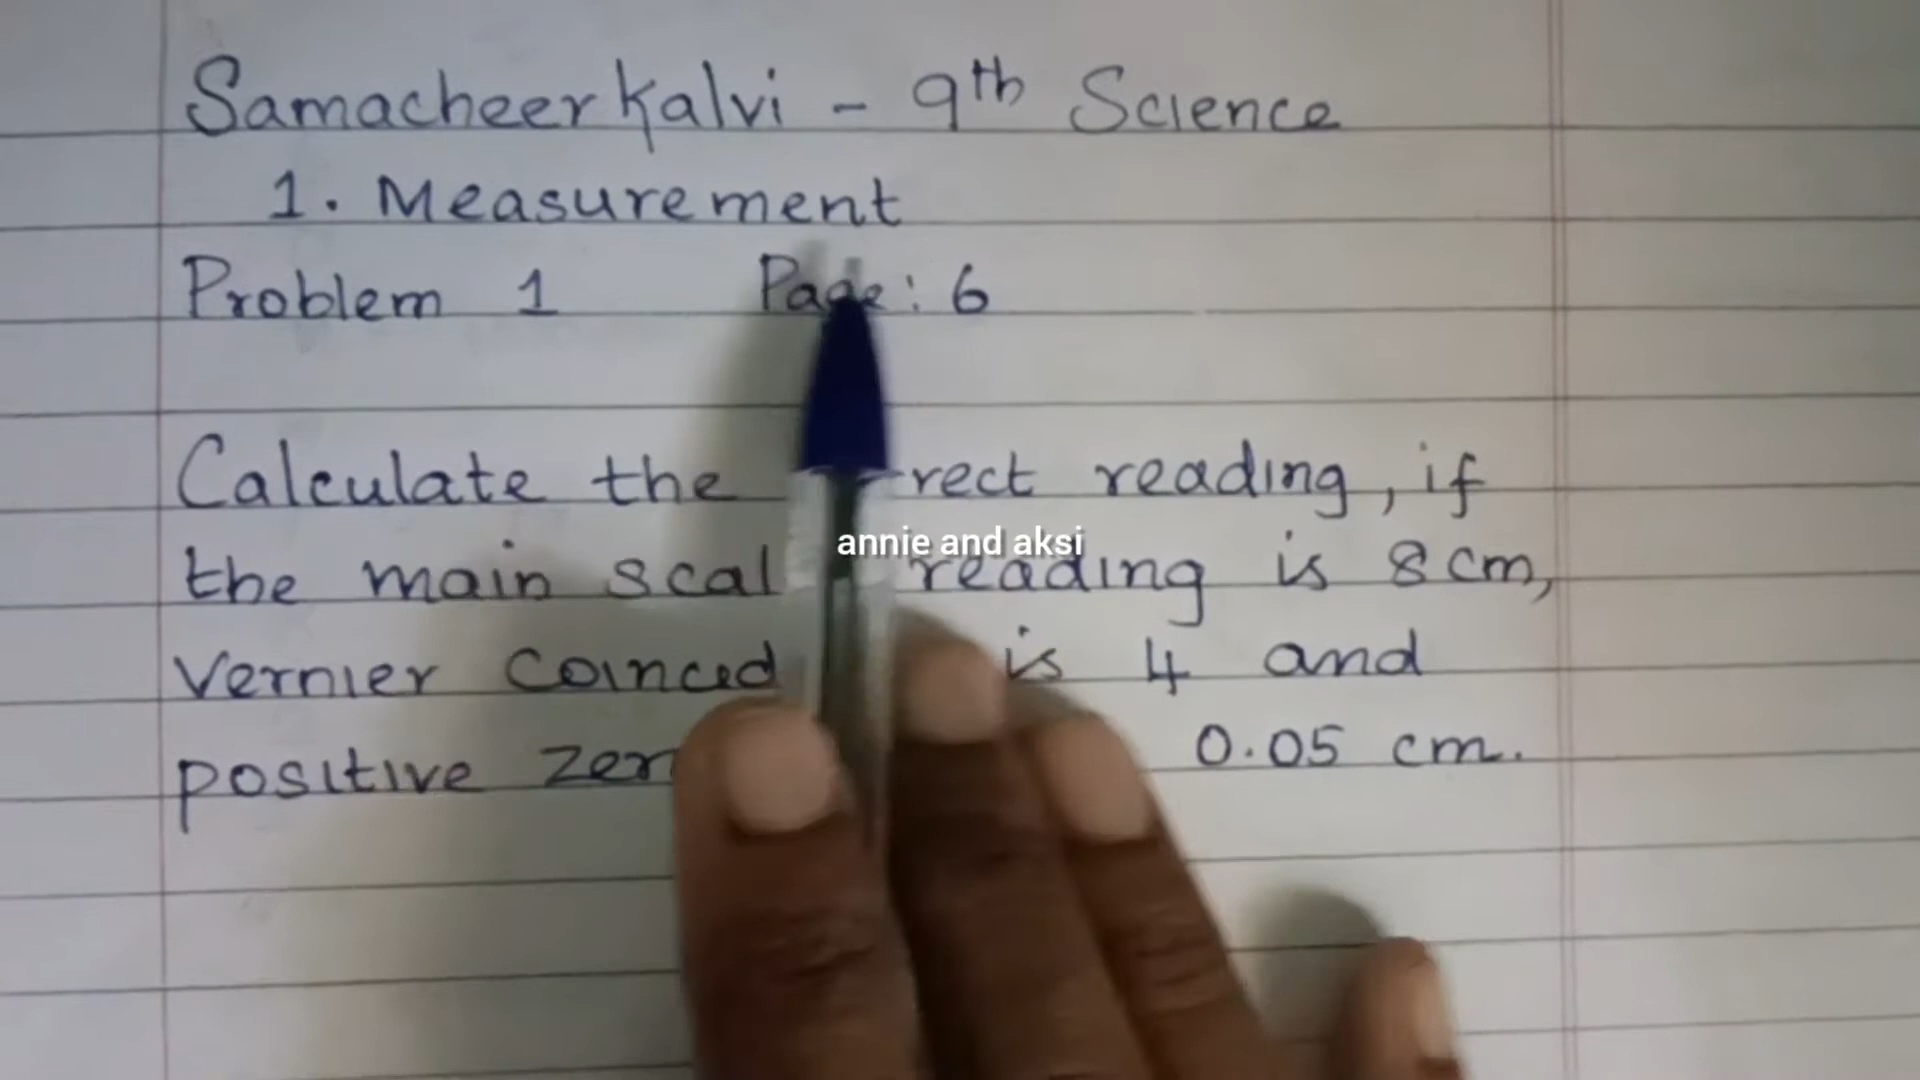 Samacheer Kalvi - 9th Science
1. Measurement
Problem 1 Page: 6
Calculate the rect reading, if
the main scal reading is 8 cm,
annie and aksi
Vernier coincid is 4 and
positive zer 0.05 cm.